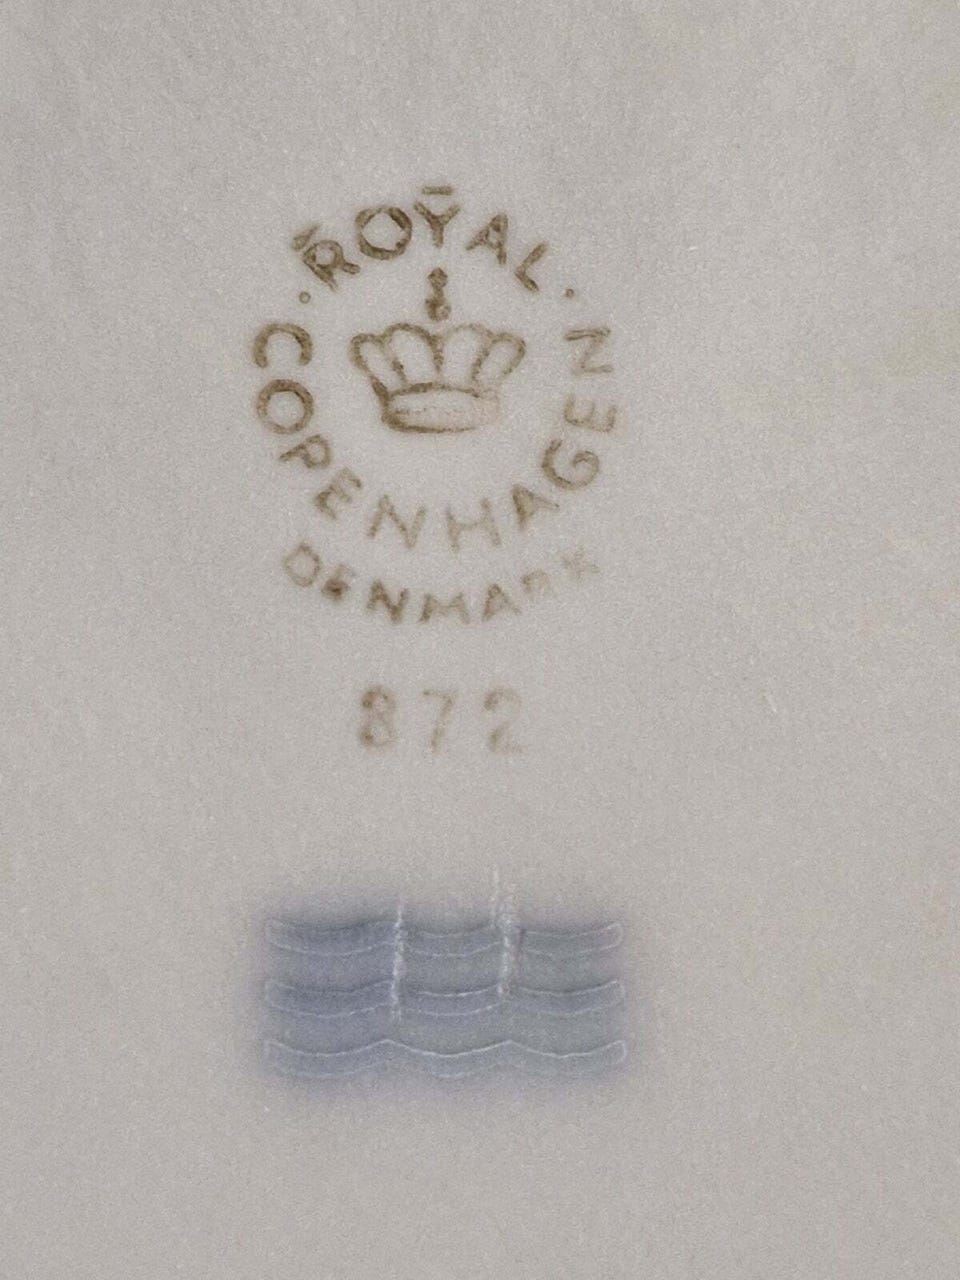 ROYAL
COPENHAGEN
DENMARK
872